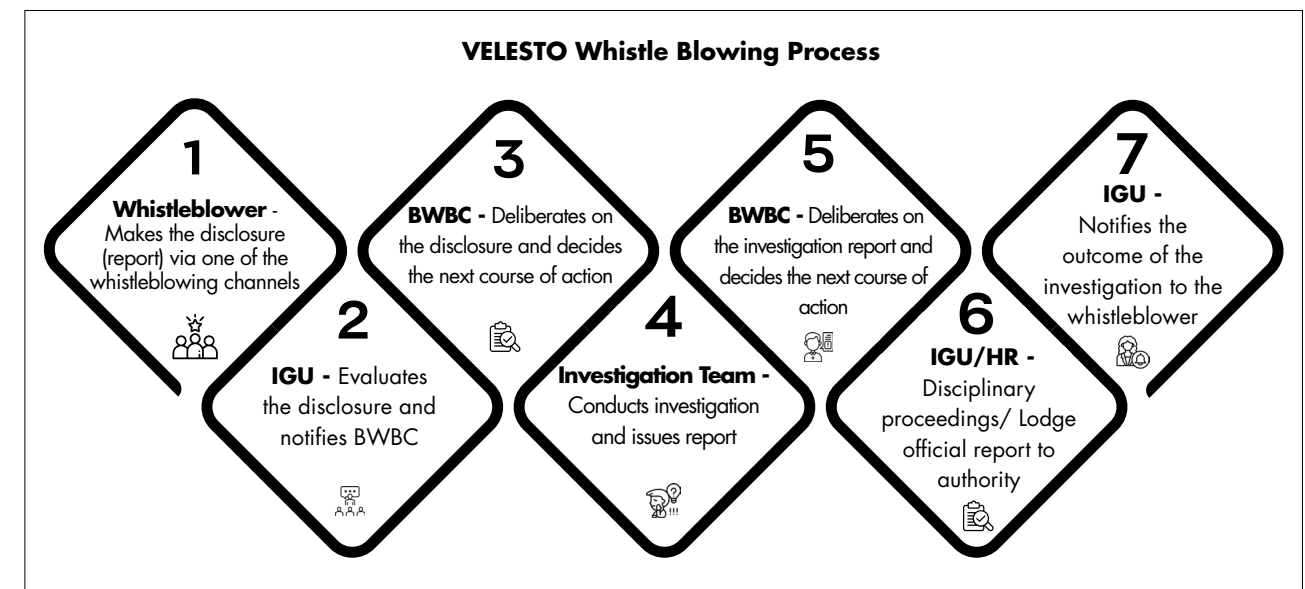 VELESTO Whistle Blowing Process
1
Whistleblower -
Makes the disclosure
(report) via one of the
whistleblowing channels
2
IGU - Evaluates
the disclosure and
notifies BWBC
3
BWBC - Deliberates on
the disclosure and decides
the next course of action
4
Investigation Team -
Conducts investigation
and issues report
!!!
5
BWBC - Deliberates on
the investigation report and
decides the next course of
action
6
IGU/HR -
Disciplinary
proceedings/ Lodge
official report to
authority
7
IGU -
Notifies the
outcome of the
investigation to the
whistleblower